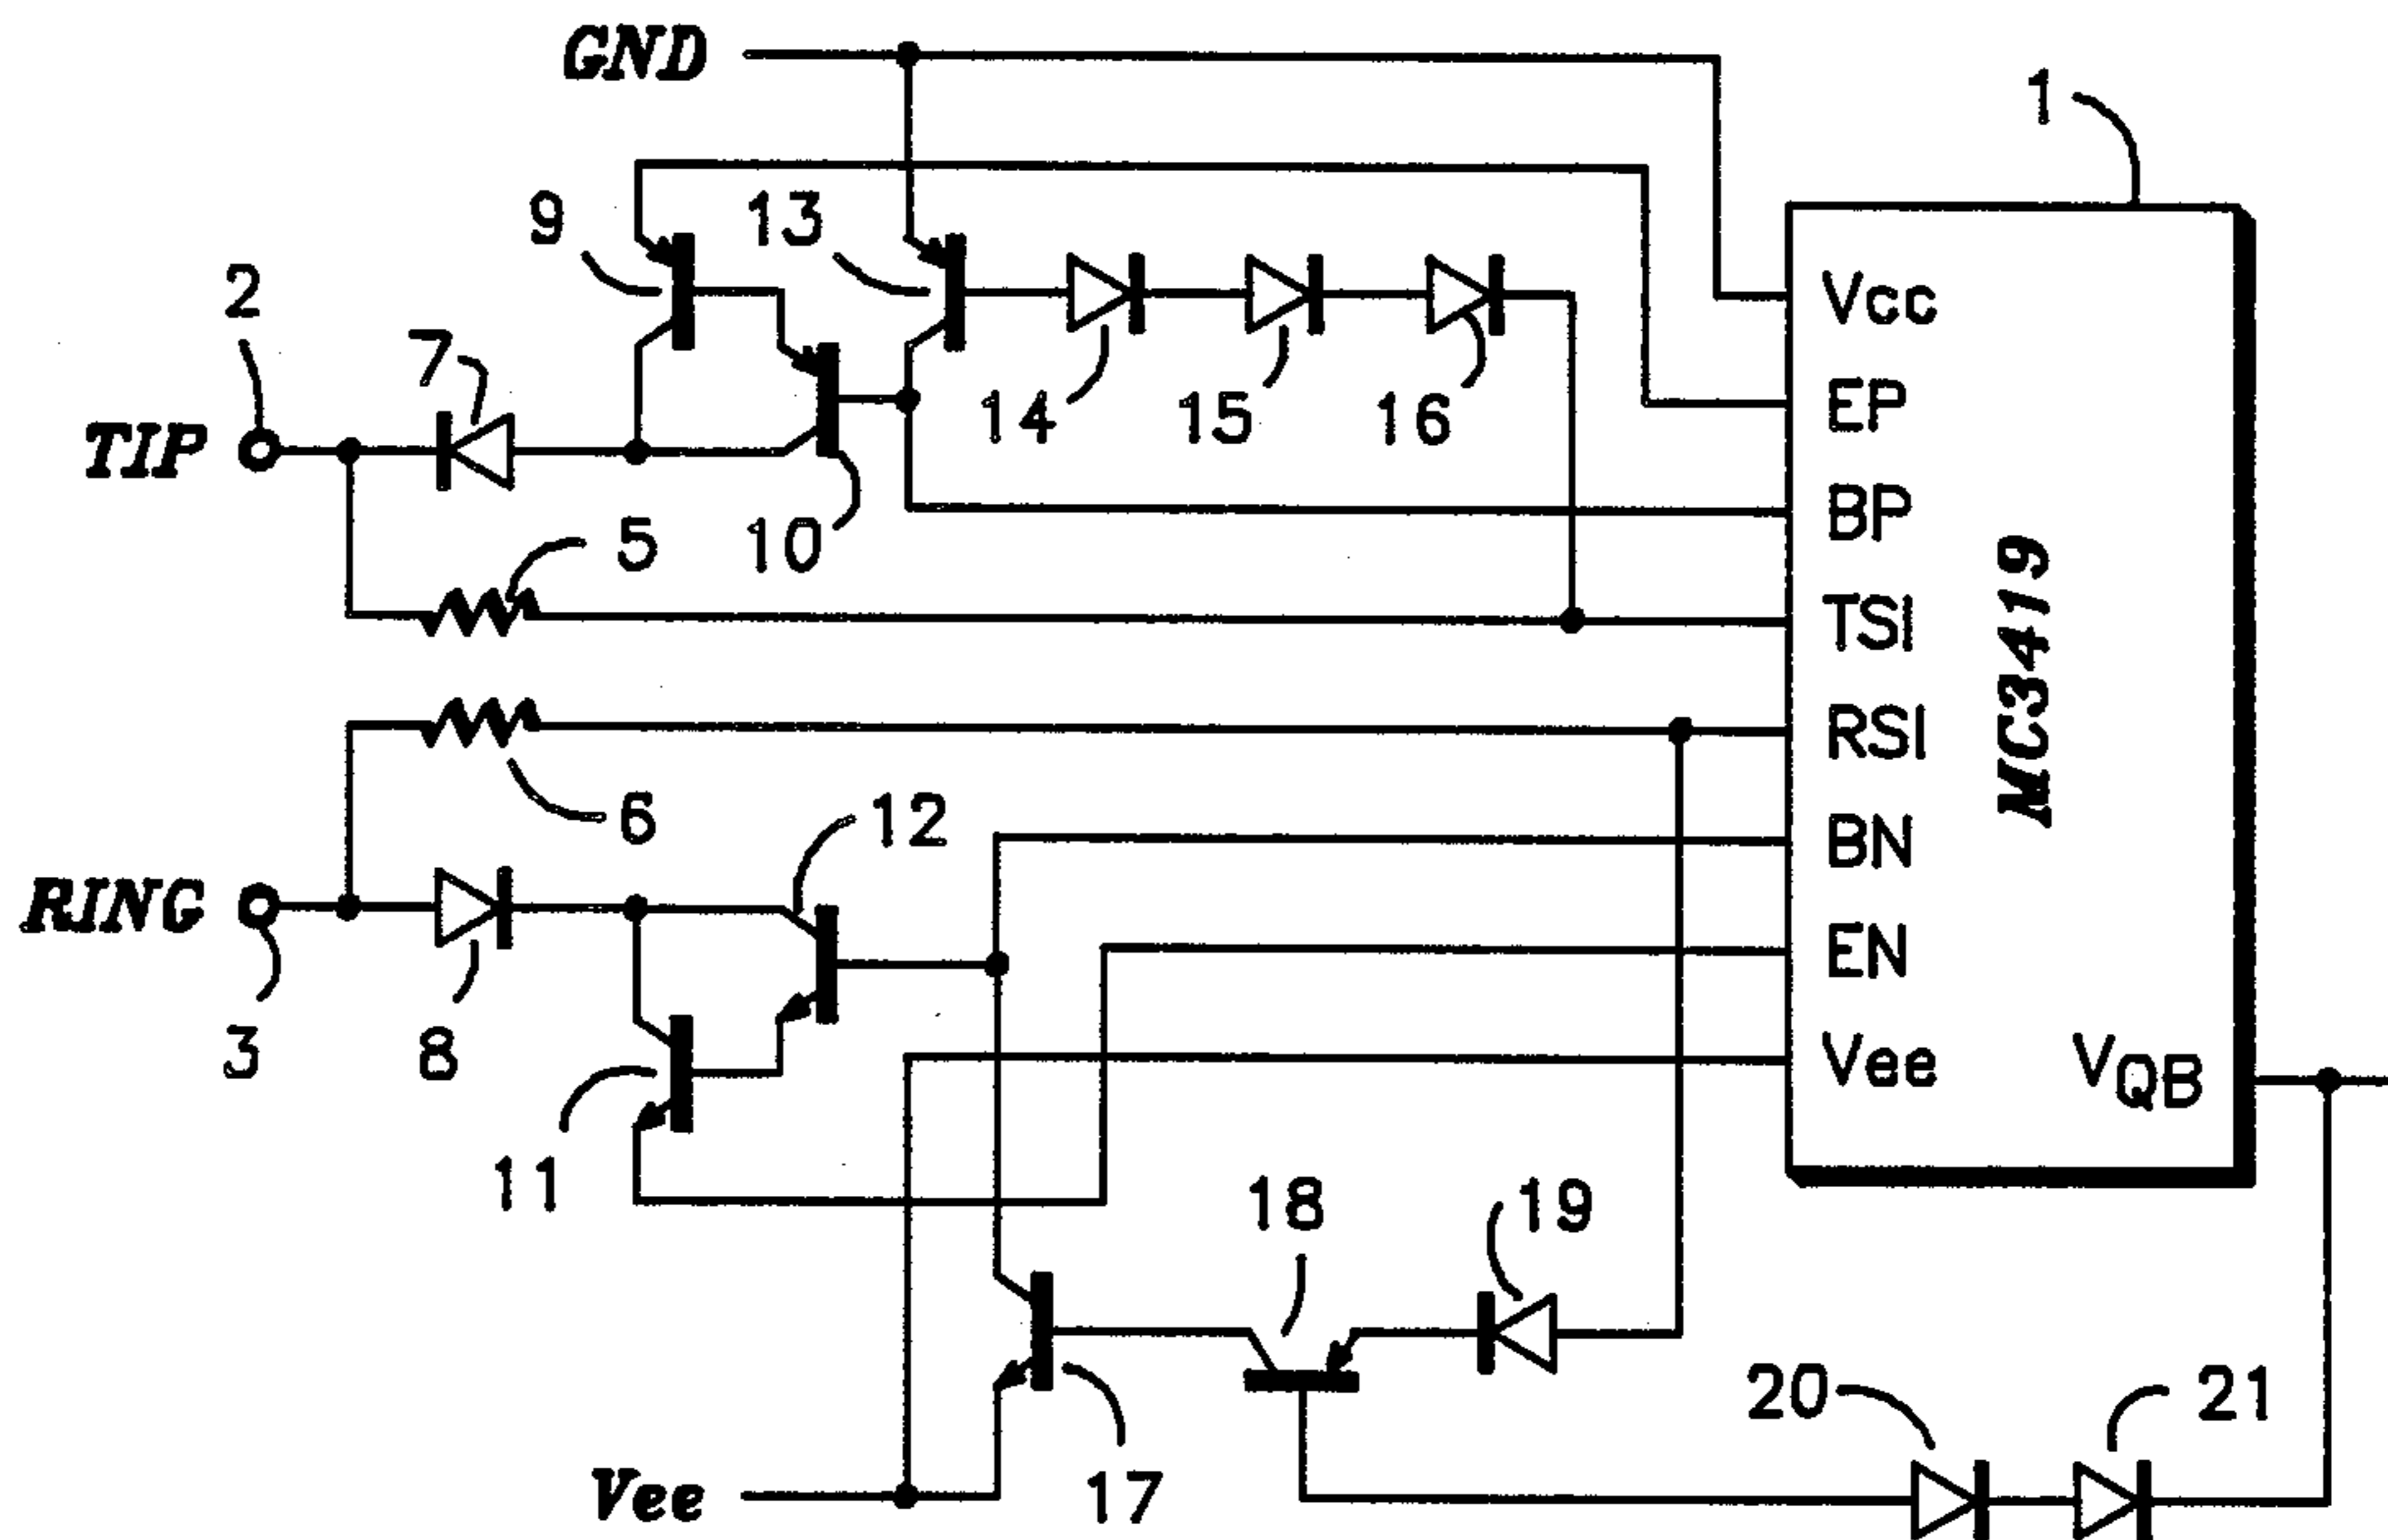 GND
1
9
13
Vcc
2
7
14
15
16
EP
TIP
BP
5
10
TSI
MC3419
RSI
6
12
BN
RING
EN
3
8
Vee
VQB
11
18
19
20
21
Vee
17